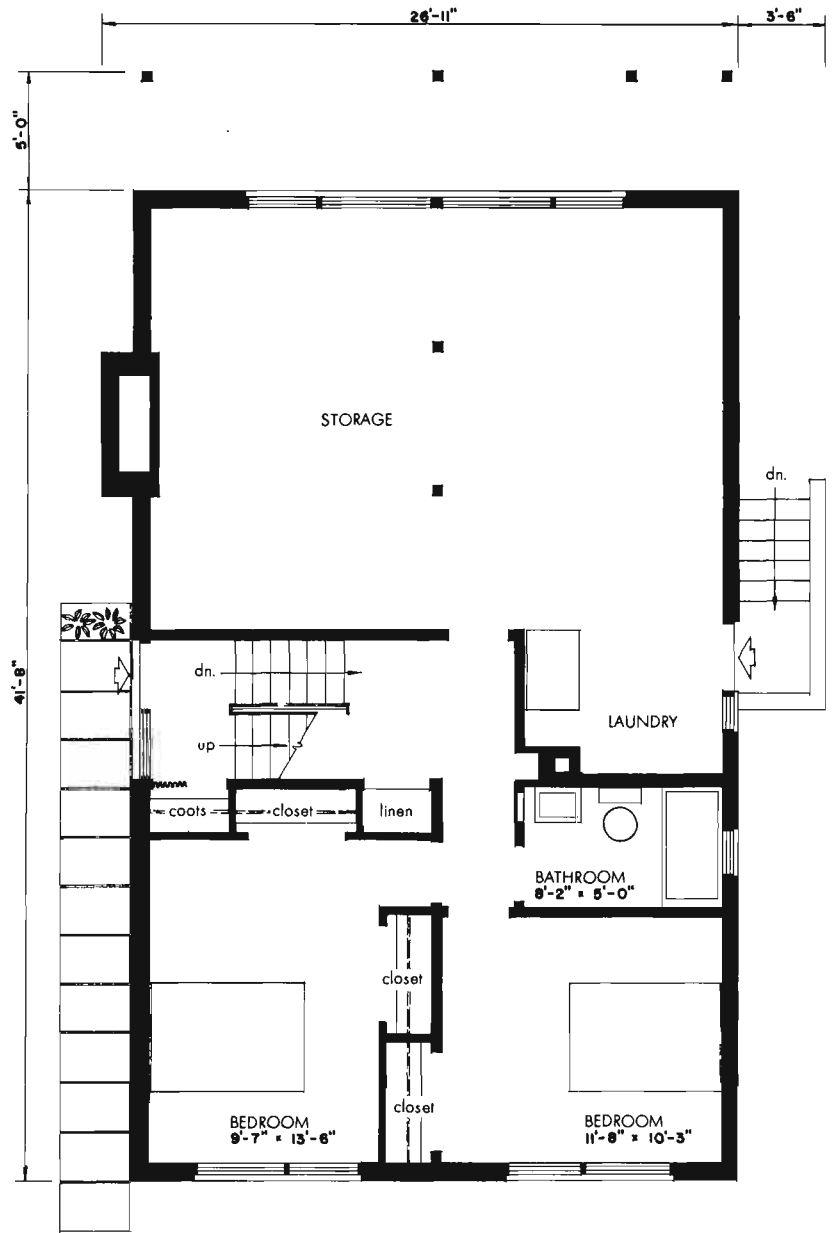 26'-11"
3'-6"
5'-0"
41'-8"
STORAGE
dn.
dn.
up
LAUNDRY
coots
closet
linen
BATHROOM
8'-2" x 5'-0"
closet
closet
BEDROOM
9'-7" x 13'-6"
BEDROOM
11'-8" x 10'-3"